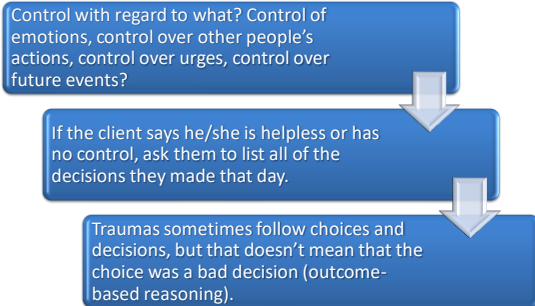 Control with regard to what? Control of
emotions, control over other people’s
actions, control over urges, control over
future events?
If the client says he/she is helpless or has
no control, ask them to list all of the
decisions they made that day.
Traumas sometimes follow choices and
decisions, but that doesn’t mean that the
choice was a bad decision (outcome-
based reasoning).